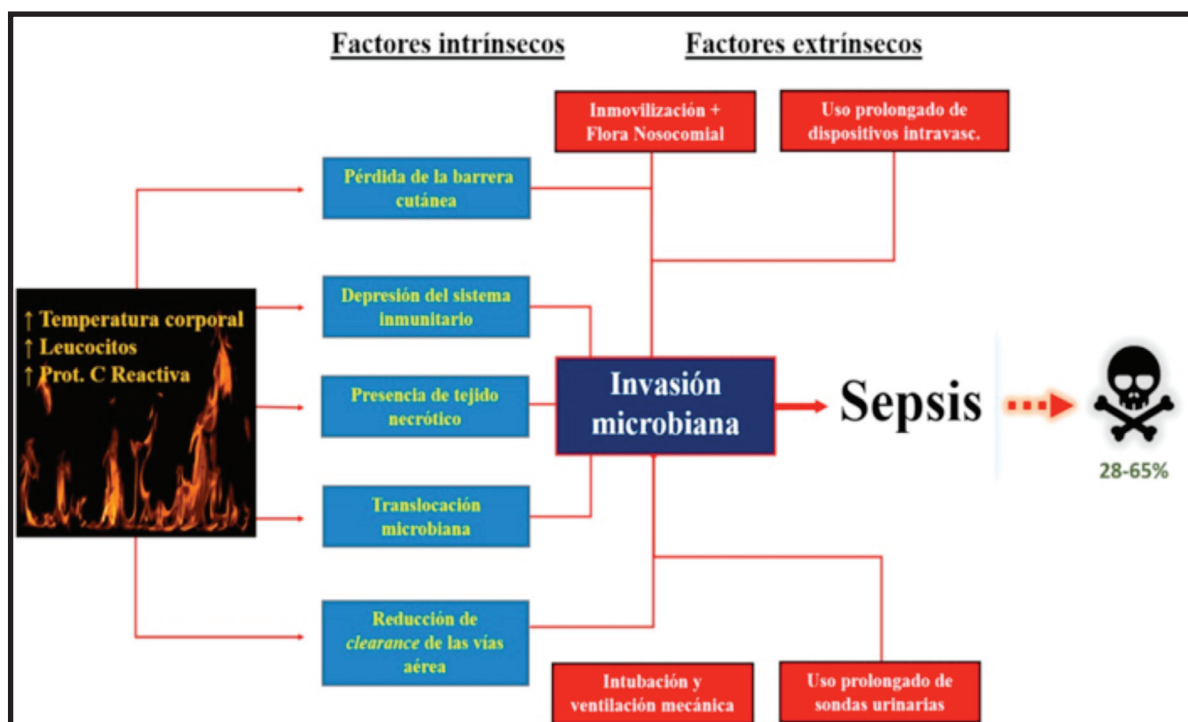 Factores intrínsecos
Factores extrínsecos
Inmovilización +
Flora Nosocomial
Uso prolongado de
dispositivos intravasc.
Pérdida de la barrera
cutánea
↑ Temperatura corporal
↑ Leucocitos
↑ Prot. C Reactiva
Depresión del sistema
inmunitario
Presencia de tejido
necrótico
Invasión
microbiana
Sepsis
28-65%
Translocación
microbiana
Reducción de
clearance de las vías
aérea
Intubación y
ventilación mecánica
Uso prolongado de
sondas urinarias